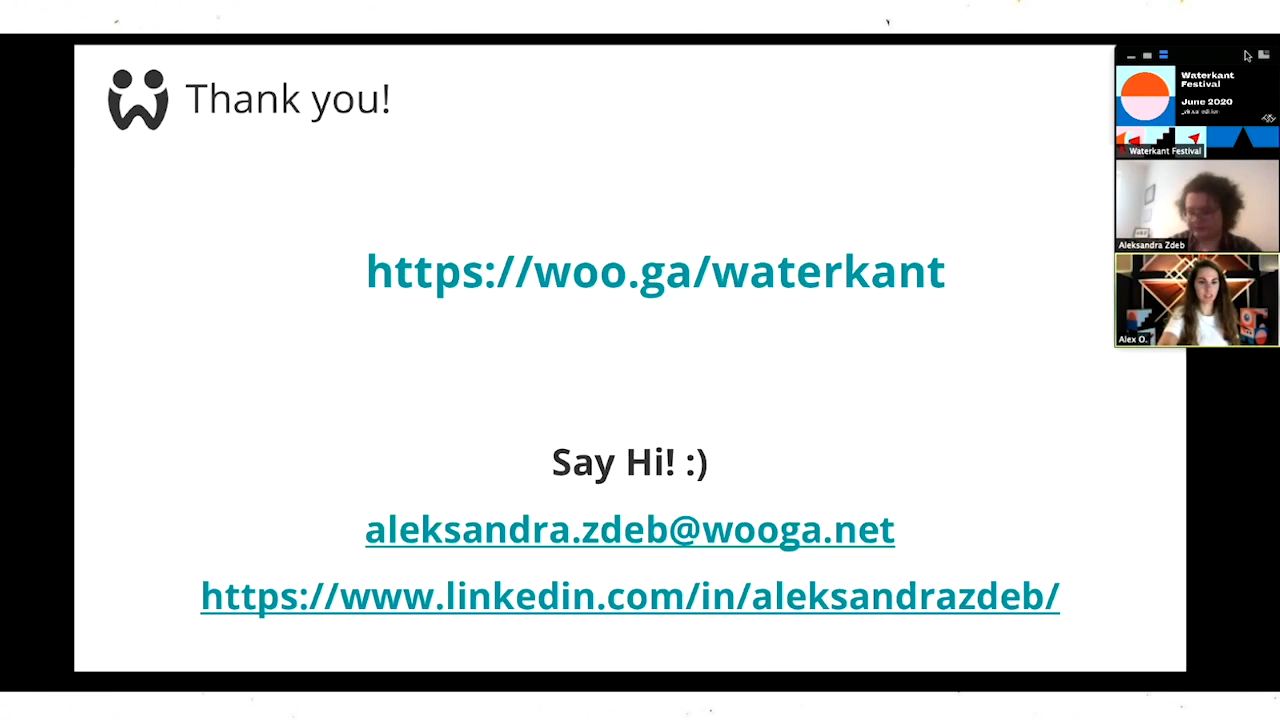 Thank you!
https://woo.ga/waterkant
Say Hi! :)
aleksandra.zdeb@wooga.net
https://www.linkedin.com/in/aleksandrazdeb/
Waterkant
Festival
June 2020
Waterkant Festival
Aleksandra Zdeb
Alex O.